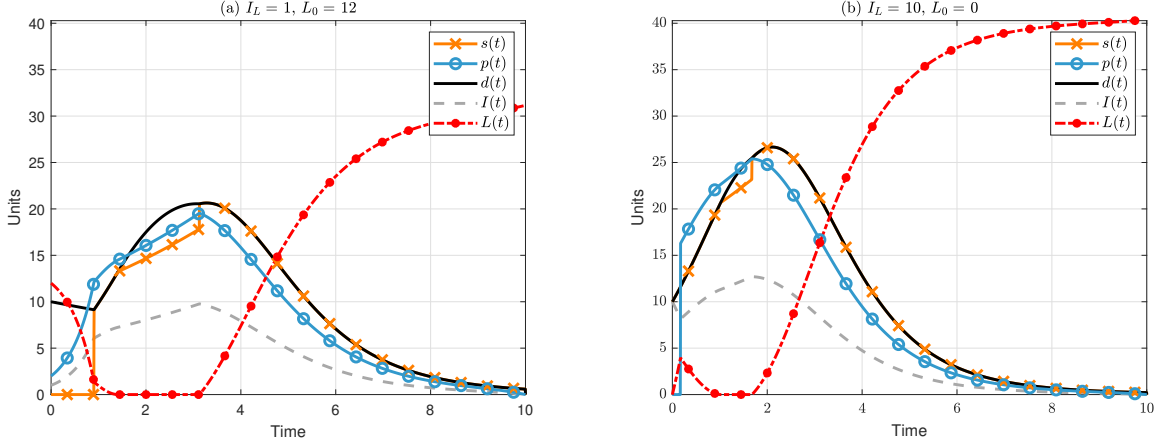 (a) I_L = 1, L_0 = 12
40
35
30
25
20
15
10
5
0
Units
0 2 4 6 8 10
Time
s(t)
p(t)
d(t)
I(t)
L(t)
(b) I_L = 10, L_0 = 0
40
35
30
25
20
15
10
5
0
Units
0 2 4 6 8 10
Time
s(t)
p(t)
d(t)
I(t)
L(t)